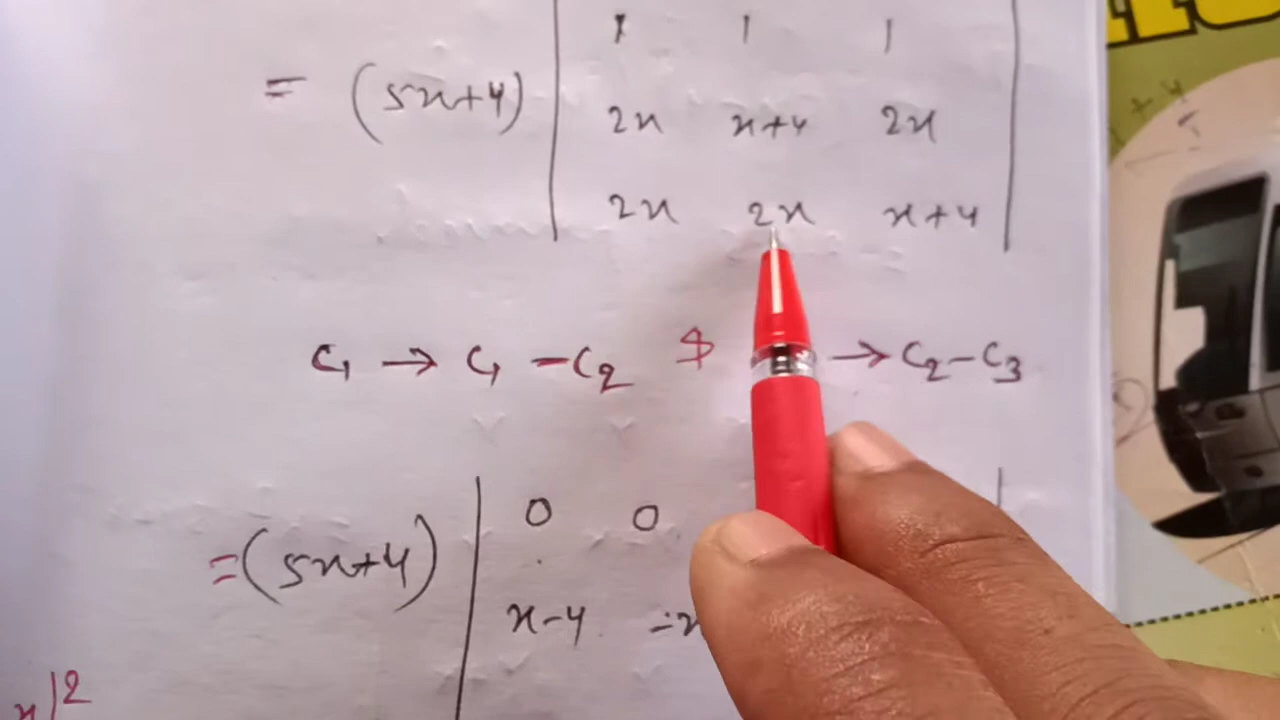 1 1 1
= (5x+4) 2x x+4 2x
2x 2x x+4
C1 → C1 - C2 $ → C2-C3
=(5x+4) 0 0
x-4
x|2